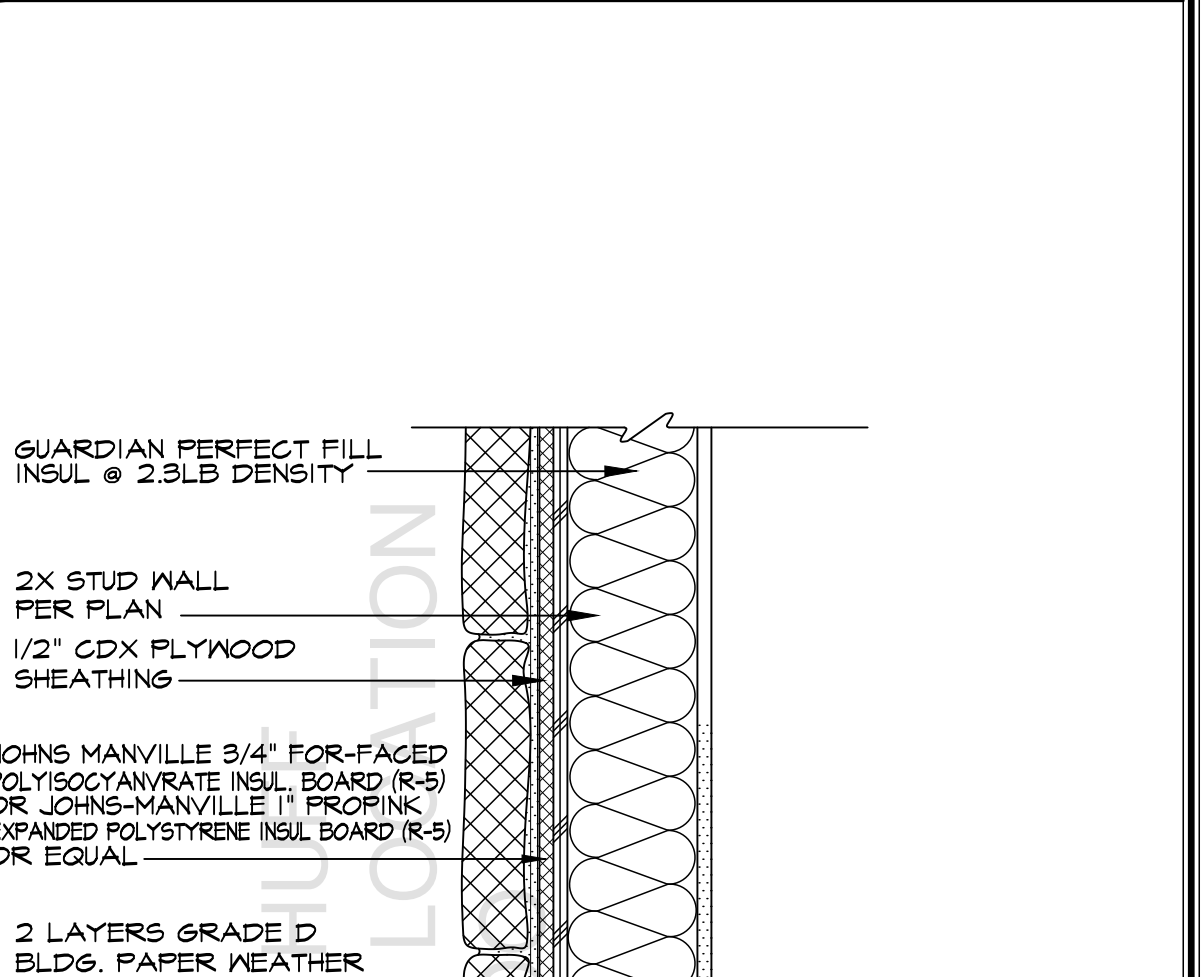 GUARDIAN PERFECT FILL
INSUL @ 2.3LB DENSITY
2X STUD WALL
PER PLAN
1/2" CDX PLYWOOD
SHEATHING
JOHNS MANVILLE 3/4" FOR-FACED
POLYISOCYANVRATE INSUL. BOARD (R-5)
OR JOHNS-MANVILLE 1" PROPINK
EXPANDED POLYSTYRENE INSUL BOARD (R-5)
OR EQUAL
2 LAYERS GRADE D
BLDG. PAPER WEATHER
HUFF
LOCATION